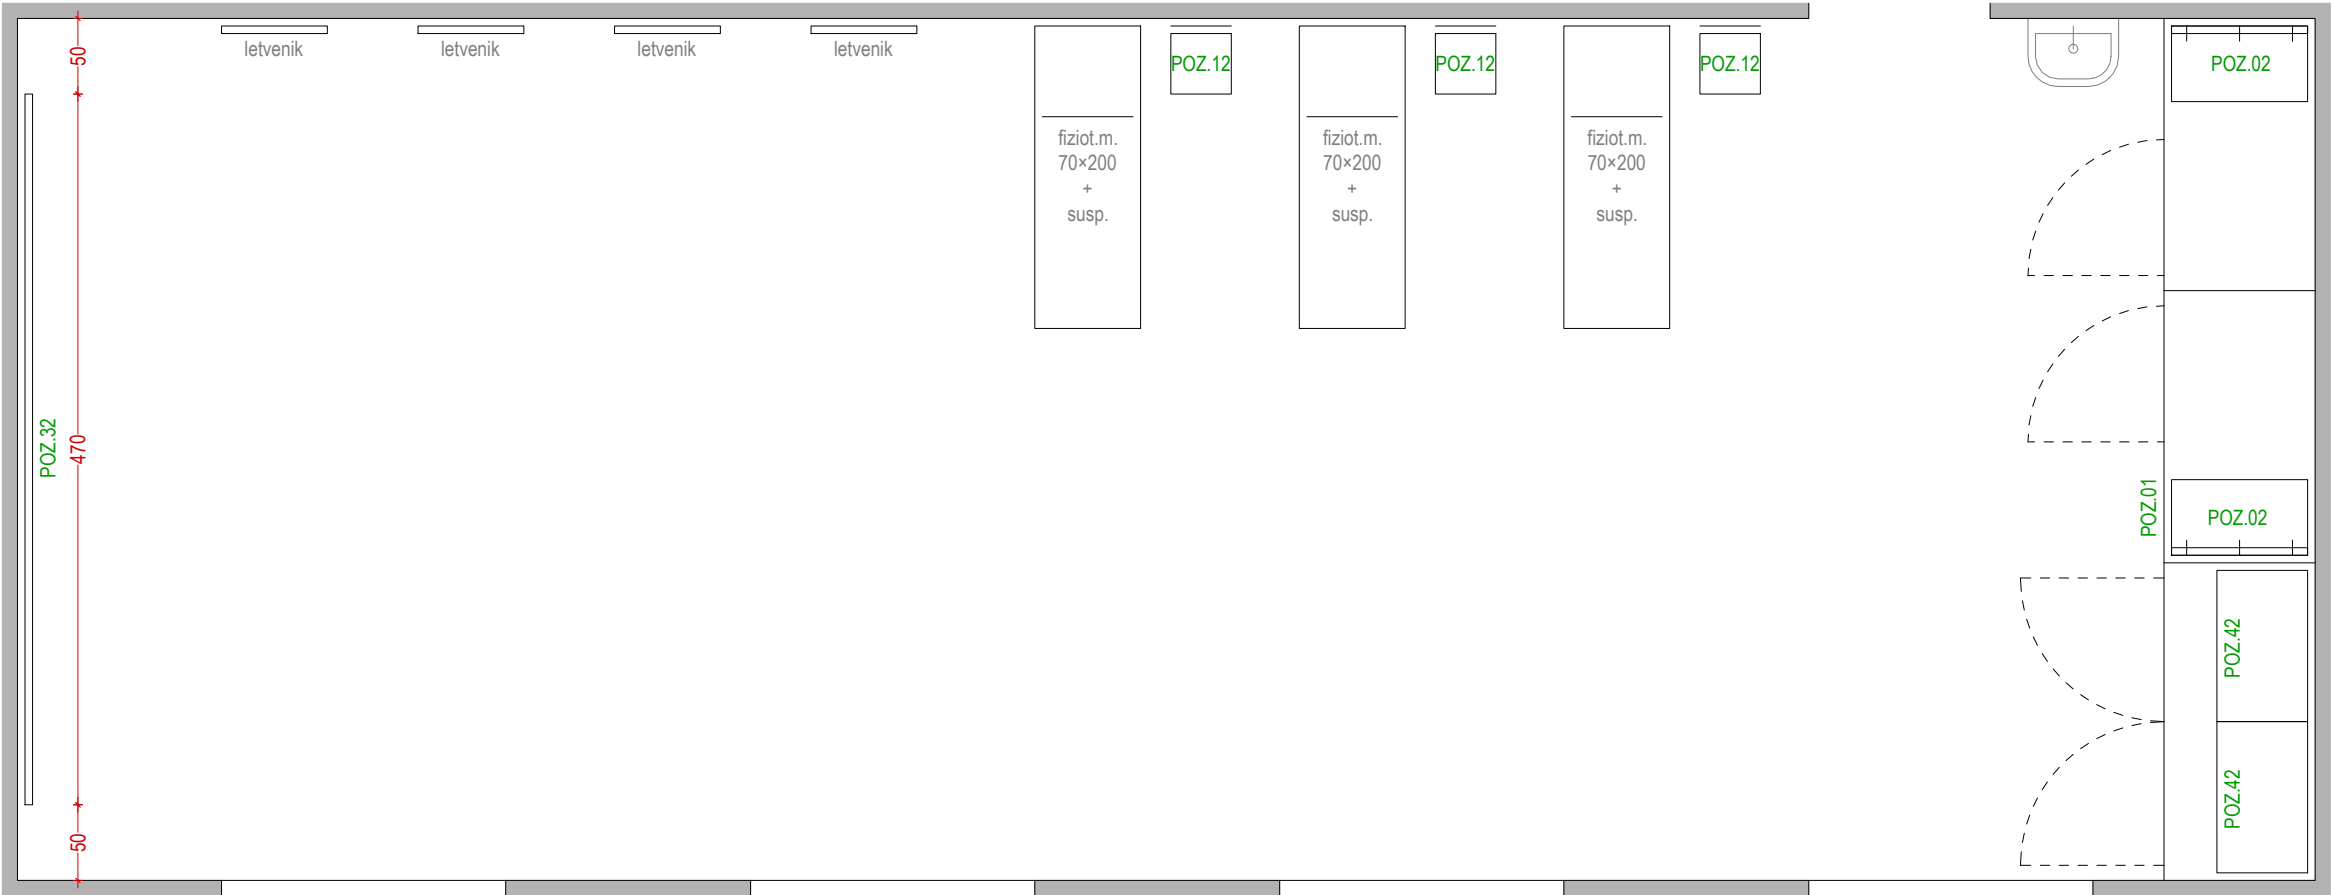 50
letvenik
letvenik
letvenik
letvenik
POZ.12
POZ.12
POZ.12
POZ.02
fiziot.m.
70×200
+
susp.
fiziot.m.
70×200
+
susp.
fiziot.m.
70×200
+
susp.
POZ.32
470
POZ.01
POZ.02
POZ.42
POZ.42
50